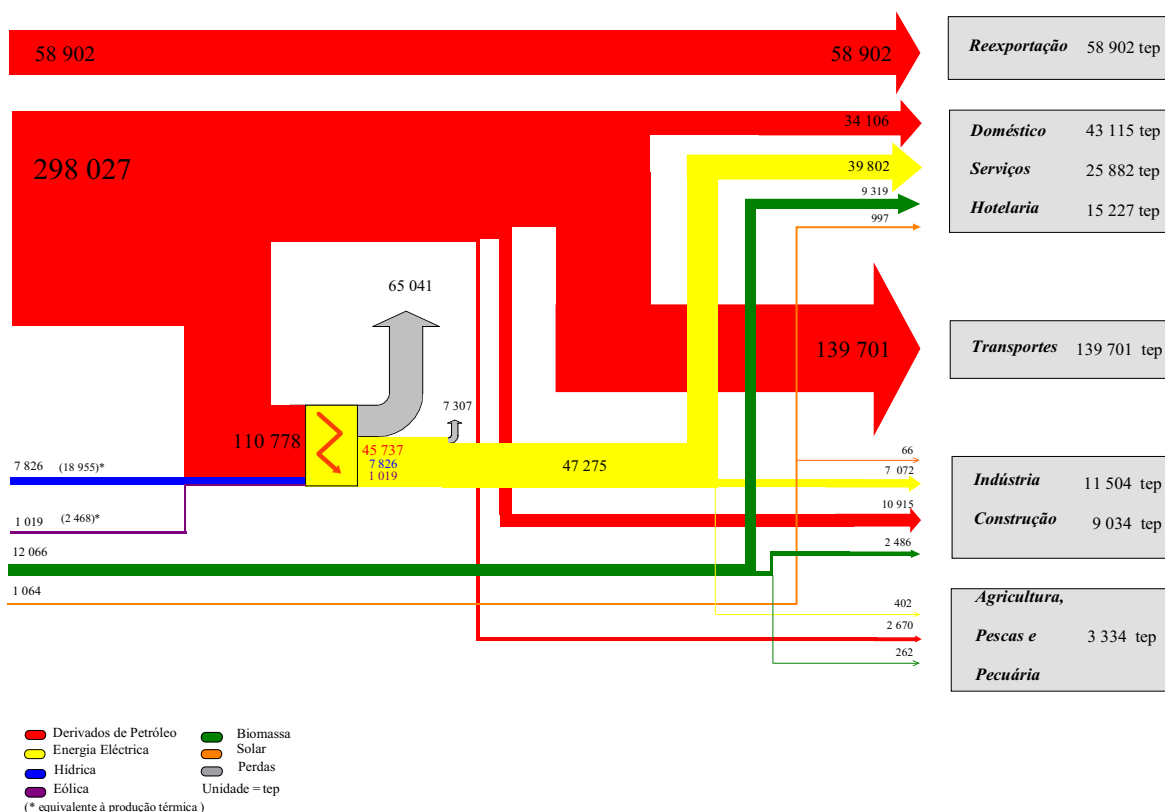 58 902
58 902
Reexportação 58 902 tep
34 106
298 027
39 802
9 319
997
Doméstico 43 115 tep
Serviços 25 882 tep
Hotelaria 15 227 tep
65 041
139 701
Transportes 139 701 tep
7 307
110 778
45 737
7 826
1 019
47 275
7 826 (18 955)*
1 019 (2 468)*
12 066
1 064
66
7 072
10 915
2 486
Indústria 11 504 tep
Construção 9 034 tep
402
2 670
262
Agricultura,
Pescas e 3 334 tep
Pecuária
Derivados de Petróleo
Energia Eléctrica
Hídrica
Eólica
Biomassa
Solar
Perdas
Unidade = tep
(* equivalente à produção térmica )